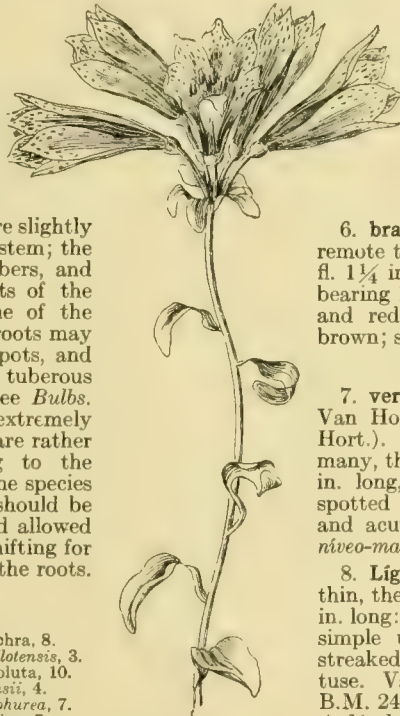 re slightly
stem; the
bers, and
ts of the
ne of the
roots may
pots, and
tuberous
ee Bulbs.
extremely
are rather
g to the
ne species
should be
d allowed
hifting for
the roots.
chra, 8.
lotensis, 3.
oluta, 10.
sii, 4.
phurea, 7.
6. bra
remote t
fl. 1¼ in
bearing
and red
brown; s
7. ver
Van Ho
Hort.).
many, th
in. long,
spotted
and acu
níveo-ma
8. Líg
thin, the
in. long:
simple u
streaked
tuse. V
B.M. 24